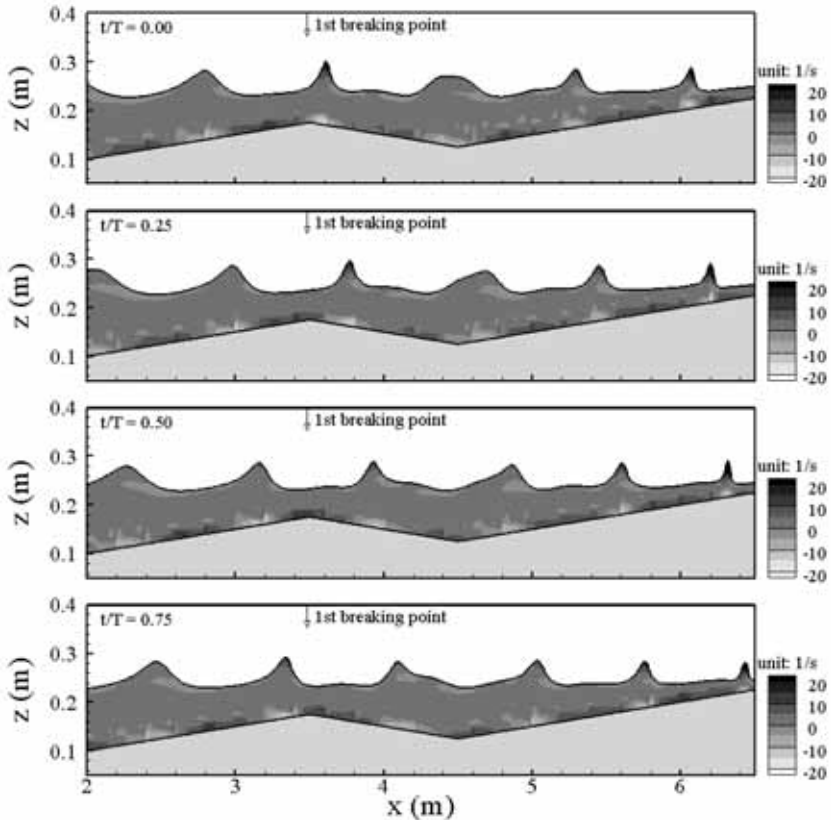 t/T = 0.00
1st breaking point
0.4
0.3
0.2
0.1
z (m)
unit: 1/s
20
10
0
-10
-20
t/T = 0.25
1st breaking point
0.4
0.3
0.2
0.1
z (m)
unit: 1/s
20
10
0
-10
-20
t/T = 0.50
1st breaking point
0.4
0.3
0.2
0.1
z (m)
unit: 1/s
20
10
0
-10
-20
t/T = 0.75
1st breaking point
0.4
0.3
0.2
0.1
z (m)
unit: 1/s
20
10
0
-10
-20
2 3 4 5 6
x (m)